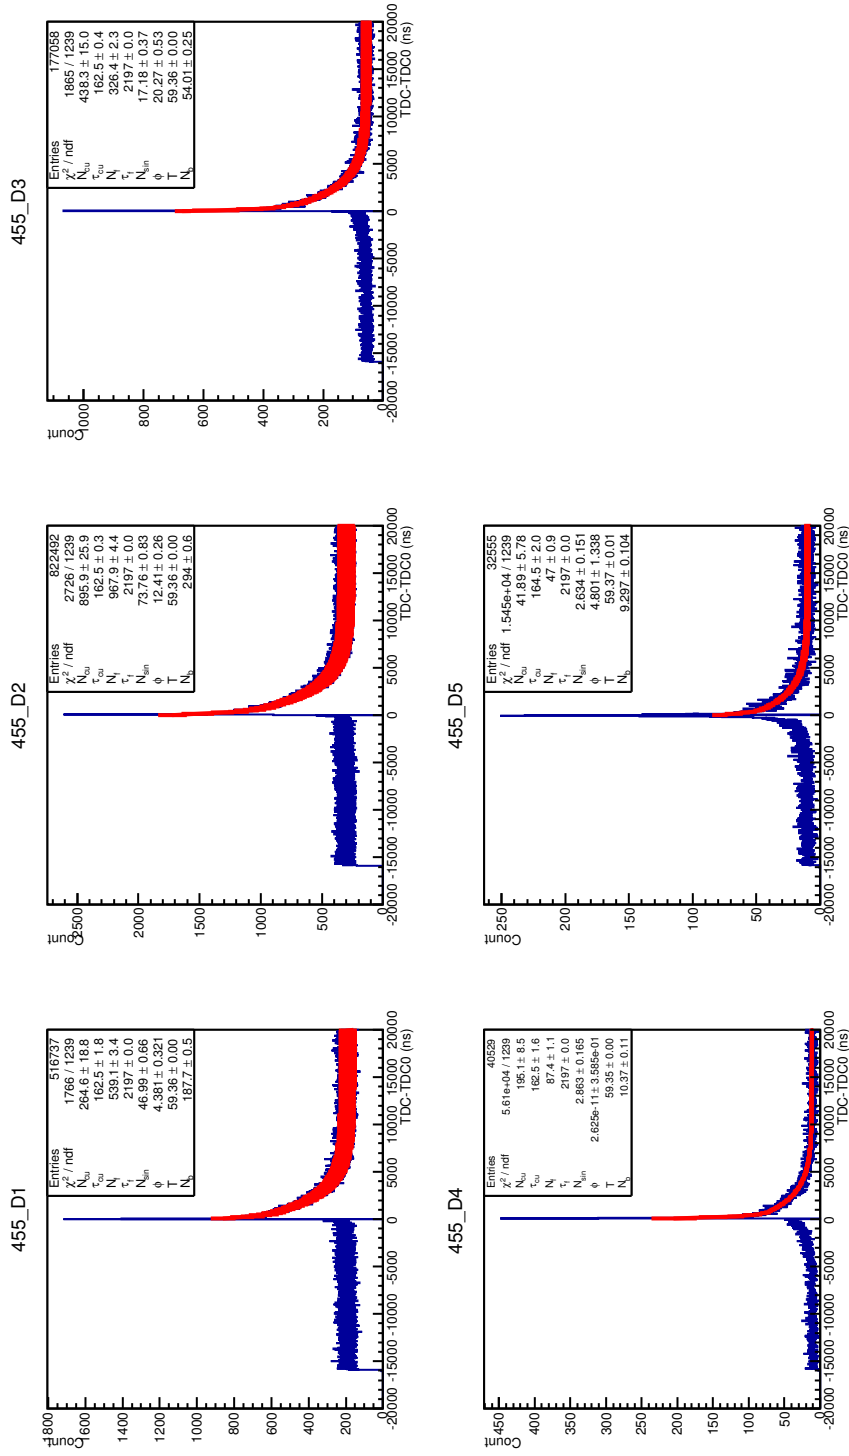 455_D1
Count
1800
1600
1400
1200
1000
800
600
400
200
0
Entries 516737
χ² / ndf 1766 / 1239
N_cu 264.6 ± 18.8
τ_cu 162.5 ± 1.8
N_f 539.1 ± 3.4
τ_f 2197 ± 0.0
N_sin 46.99 ± 0.66
ϕ 4.381 ± 0.321
T 59.36 ± 0.00
N_b 187.7 ± 0.5
-20000 -15000 -10000 -5000 0 5000 10000 15000 20000
TDC-TDC0 (ns)
455_D2
Count
2500
2000
1500
1000
500
0
Entries 822492
χ² / ndf 2726 / 1239
N_cu 895.9 ± 25.9
τ_cu 162.5 ± 0.3
N_f 967.9 ± 4.4
τ_f 2197 ± 0.0
N_sin 73.76 ± 0.83
ϕ 12.41 ± 0.26
T 59.36 ± 0.00
N_b 294 ± 0.6
-20000 -15000 -10000 -5000 0 5000 10000 15000 20000
TDC-TDC0 (ns)
455_D3
Count
1000
800
600
400
200
0
Entries 177058
χ² / ndf 1865 / 1239
N_cu 438.3 ± 15.0
τ_cu 162.5 ± 0.4
N_f 326.4 ± 2.3
τ_f 2197 ± 0.0
N_sin 17.18 ± 0.37
ϕ 20.27 ± 0.53
T 59.36 ± 0.00
N_b 54.01 ± 0.25
-20000 -15000 -10000 -5000 0 5000 10000 15000 20000
TDC-TDC0 (ns)
455_D4
Count
450
400
350
300
250
200
150
100
50
0
Entries 40529
χ² / ndf 5.61e+04 / 1239
N_cu 195.1 ± 8.5
τ_cu 162.5 ± 1.6
N_f 87.4 ± 1.1
τ_f 2197 ± 0.0
N_sin 2.863 ± 0.165
ϕ 2.625e-11 ± 3.585e-01
T 59.35 ± 0.00
N_b 10.37 ± 0.11
-20000 -15000 -10000 -5000 0 5000 10000 15000 20000
TDC-TDC0 (ns)
455_D5
Count
250
200
150
100
50
0
Entries 32555
χ² / ndf 1.545e+04 / 1239
N_cu 41.89 ± 5.78
τ_cu 164.5 ± 2.0
N_f 47 ± 0.9
τ_f 2197 ± 0.0
N_sin 2.634 ± 0.151
ϕ 4.801 ± 1.338
T 59.37 ± 0.01
N_b 9.297 ± 0.104
-20000 -15000 -10000 -5000 0 5000 10000 15000 20000
TDC-TDC0 (ns)